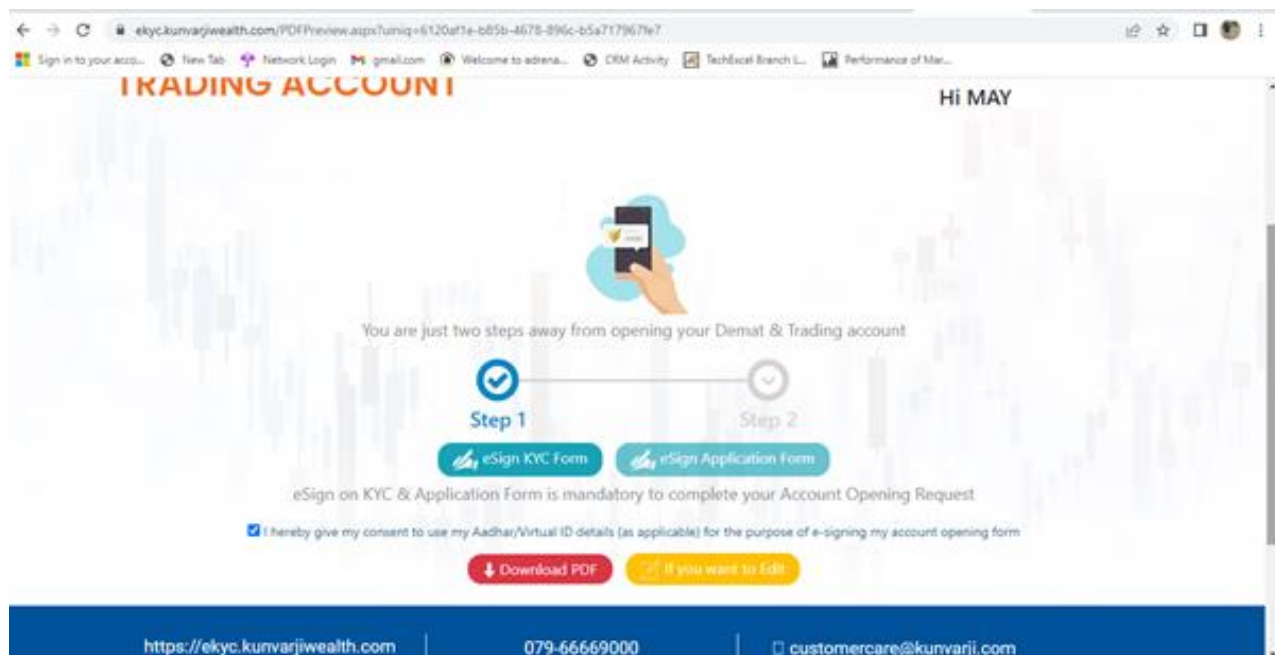 ekyc.kunvarjiwealth.com/PDFPreview.aspx?uniq=6120af1e-b85b-4678-896c-b5a717967fe7
Sign in to your acco... New Tab Network Login gmail.com Welcome to adrena... CRM Activity TechExcel Branch L... Performance of Mar...
TRADING ACCOUNT
Hi MAY
You are just two steps away from opening your Demat & Trading account
Step 1 Step 2
eSign KYC Form eSign Application Form
eSign on KYC & Application Form is mandatory to complete your Account Opening Request
I hereby give my consent to use my Aadhar/Virtual ID details (as applicable) for the purpose of e-signing my account opening form
Download PDF If you want to Edit
https://ekyc.kunvarjiwealth.com 079-66669000 customercare@kunvarji.com